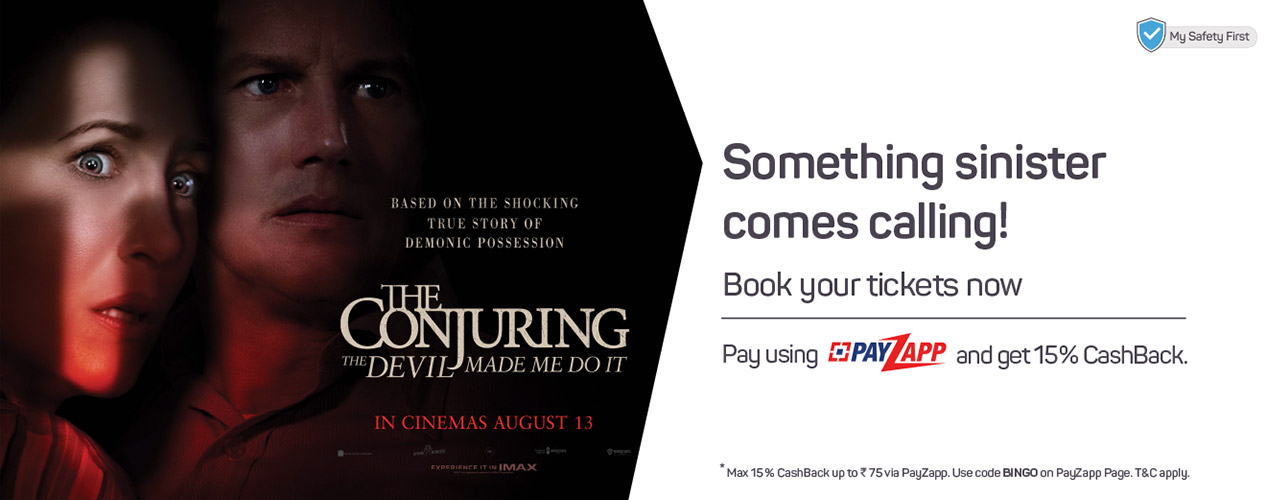 My Safety First
BASED ON THE SHOCKING
TRUE STORY OF
DEMONIC POSSESSION
THE
CONJURING
THE DEVIL MADE ME DO IT
IN CINEMAS AUGUST 13
EXPERIENCE IT IN IMAX
Something sinister
comes calling!
Book your tickets now
Pay using PAYZAPP and get 15% CashBack.
*Max 15% CashBack up to ₹ 75 via PayZapp. Use code BINGO on PayZapp Page. T&C apply.